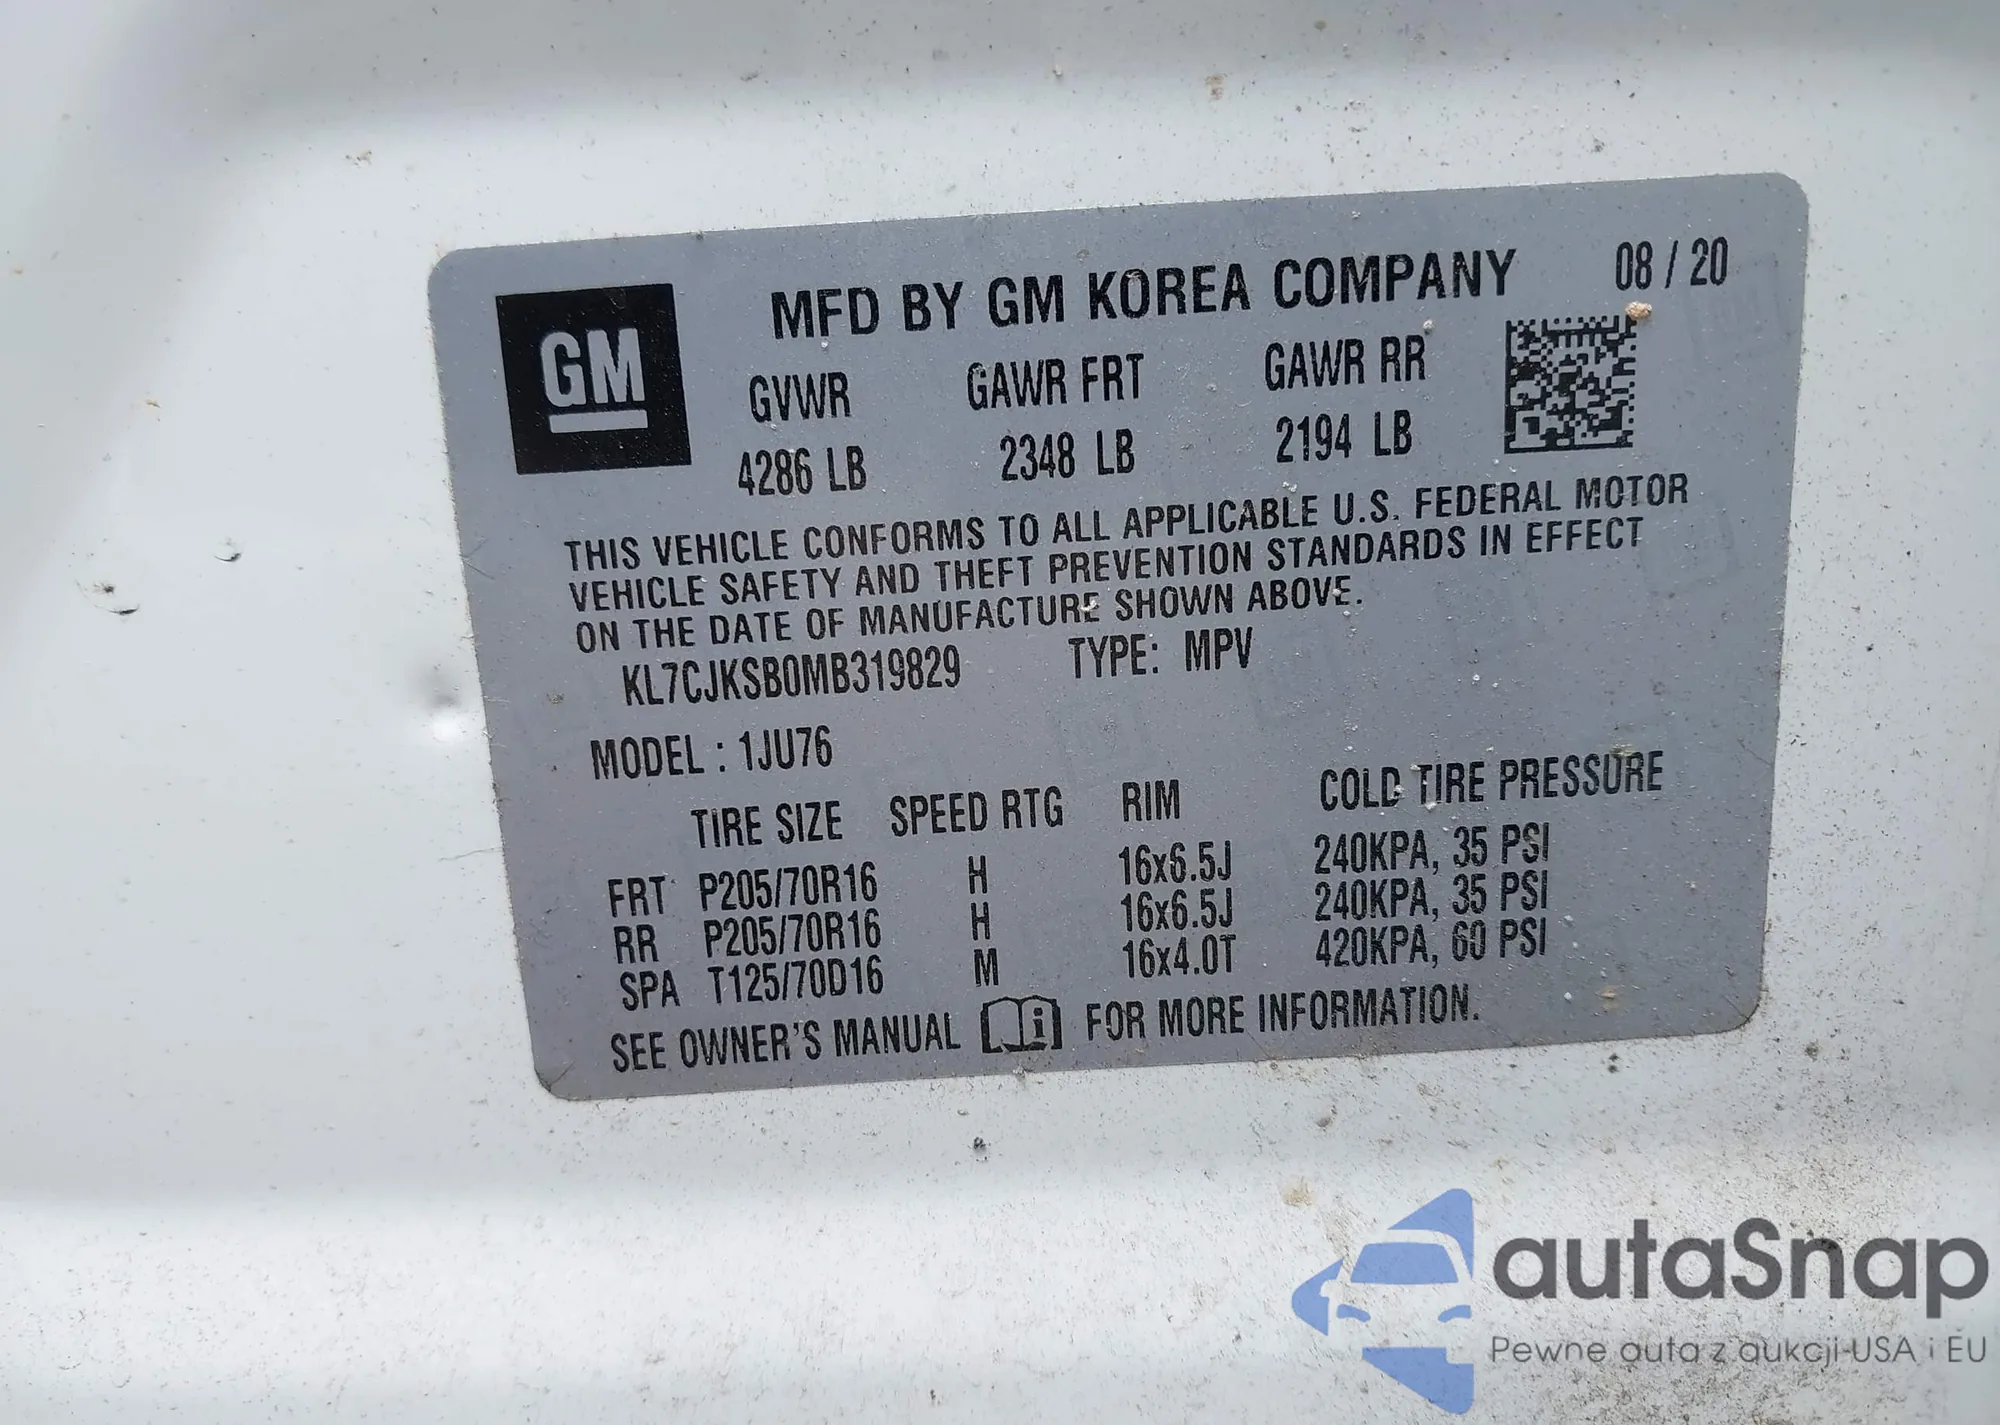 MFD BY GM KOREA COMPANY 08 / 20
GM
GVWR GAWR FRT GAWR RR
4286 LB 2348 LB 2194 LB
THIS VEHICLE CONFORMS TO ALL APPLICABLE U.S. FEDERAL MOTOR
VEHICLE SAFETY AND THEFT PREVENTION STANDARDS IN EFFECT
ON THE DATE OF MANUFACTURE SHOWN ABOVE.
KL7CJKSB0MB319829 TYPE: MPV
MODEL : 1JU76
TIRE SIZE SPEED RTG RIM COLD TIRE PRESSURE
FRT P205/70R16 H 16x6.5J 240KPA, 35 PSI
RR P205/70R16 H 16x6.5J 240KPA, 35 PSI
SPA T125/70D16 M 16x4.0T 420KPA, 60 PSI
SEE OWNER'S MANUAL i FOR MORE INFORMATION.
autaSnap
Pewne auta z aukcji USA i EU